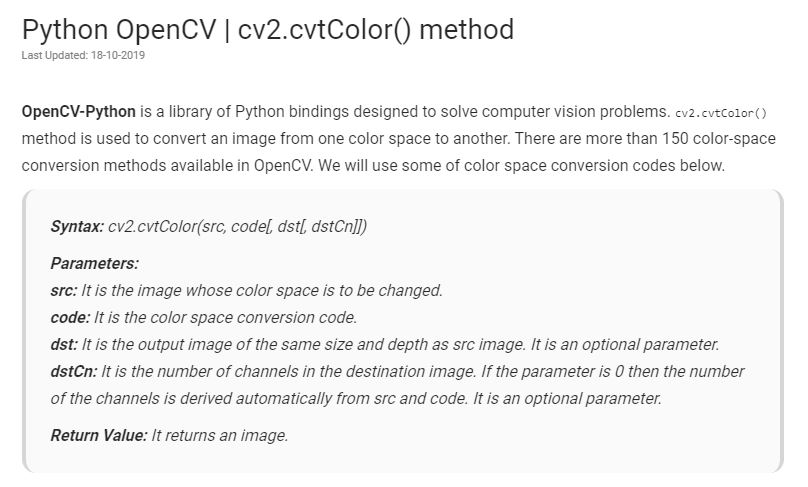 Python OpenCV | cv2.cvtColor() method
Last Updated: 18-10-2019
OpenCV-Python is a library of Python bindings designed to solve computer vision problems. cv2.cvtColor()
method is used to convert an image from one color space to another. There are more than 150 color-space
conversion methods available in OpenCV. We will use some of color space conversion codes below.
Syntax: cv2.cvtColor(src, code[, dst[, dstCn]])
Parameters:
src: It is the image whose color space is to be changed.
code: It is the color space conversion code.
dst: It is the output image of the same size and depth as src image. It is an optional parameter.
dstCn: It is the number of channels in the destination image. If the parameter is 0 then the number
of the channels is derived automatically from src and code. It is an optional parameter.
Return Value: It returns an image.